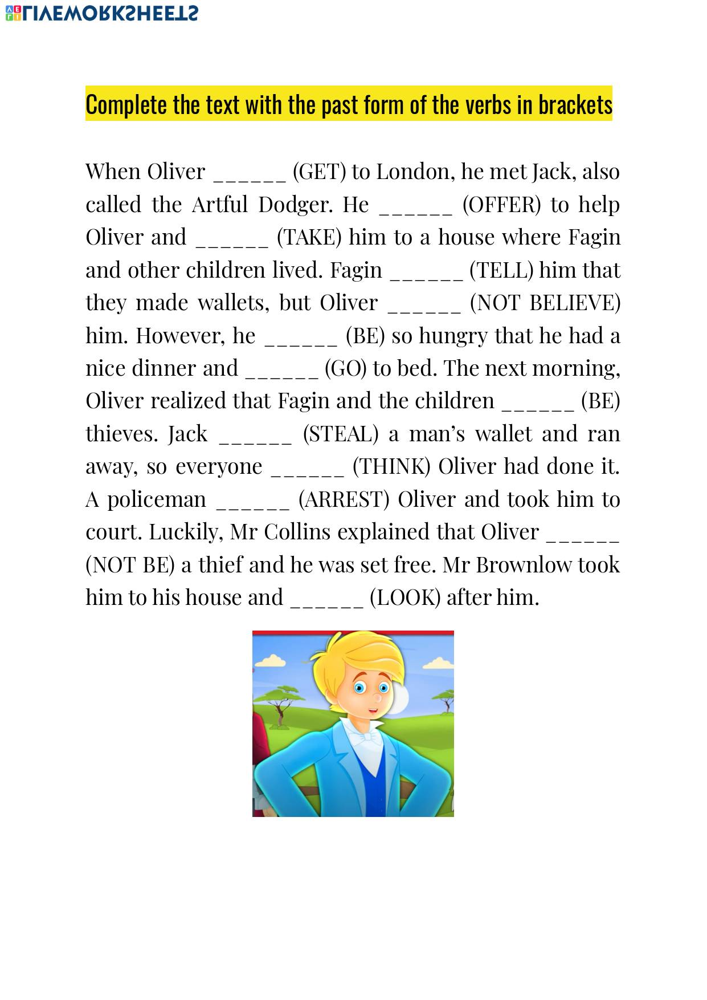 LIVEWORKSHEETS
Complete the text with the past form of the verbs in brackets
When Oliver ______ (GET) to London, he met Jack, also
called the Artful Dodger. He ______ (OFFER) to help
Oliver and ______ (TAKE) him to a house where Fagin
and other children lived. Fagin ______ (TELL) him that
they made wallets, but Oliver ______ (NOT BELIEVE)
him. However, he ______ (BE) so hungry that he had a
nice dinner and ______ (GO) to bed. The next morning,
Oliver realized that Fagin and the children ______ (BE)
thieves. Jack ______ (STEAL) a man’s wallet and ran
away, so everyone ______ (THINK) Oliver had done it.
A policeman ______ (ARREST) Oliver and took him to
court. Luckily, Mr Collins explained that Oliver ______
(NOT BE) a thief and he was set free. Mr Brownlow took
him to his house and ______ (LOOK) after him.